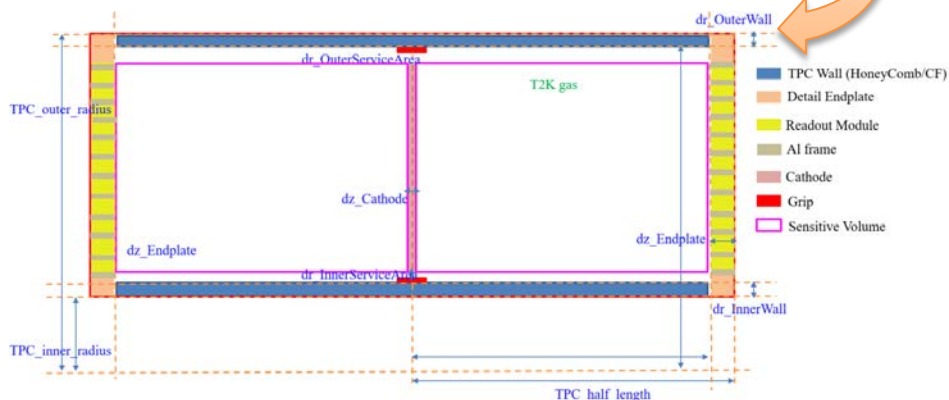 dr_OuterWall
dr_OuterServiceArea
TPC_outer_radius
T2K gas
dz_Cathode
dz_Endplate
dz_Endplate
dr_InnerServiceArea
dr_InnerWall
TPC_inner_radius
TPC_half_length
TPC Wall (HoneyComb/CF)
Detail Endplate
Readout Module
Al frame
Cathode
Grip
Sensitive Volume